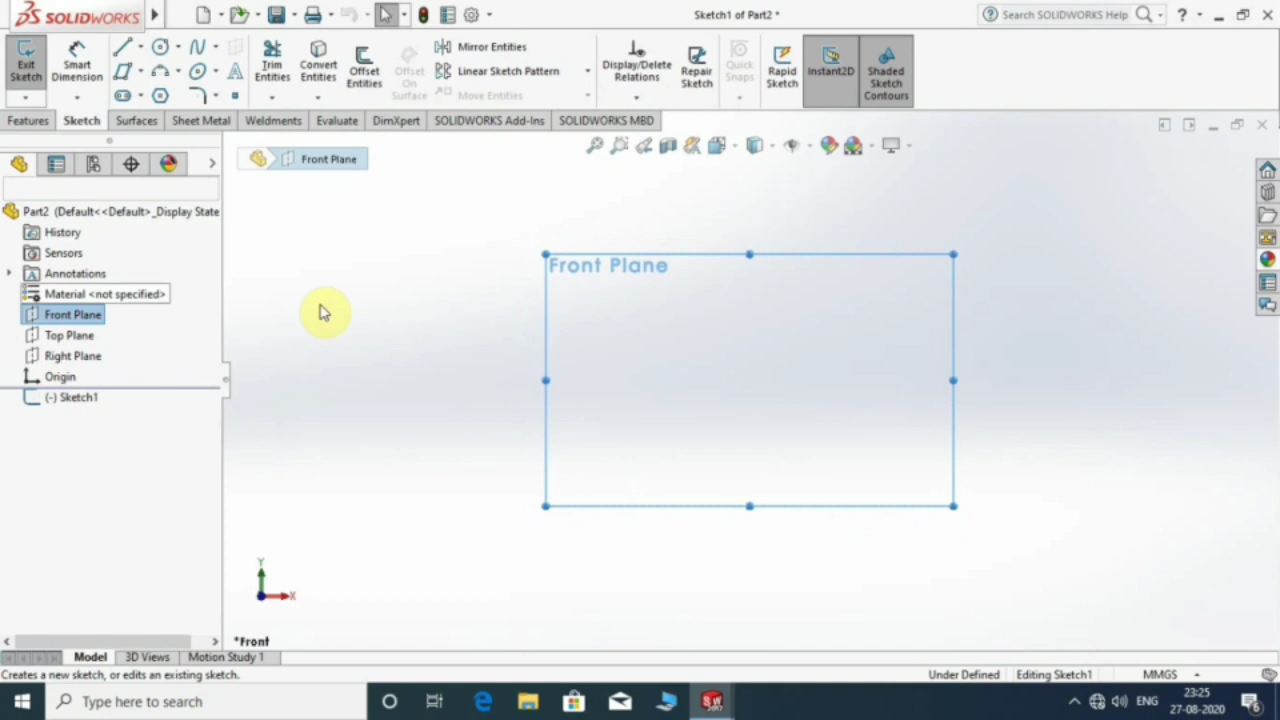 SOLIDWORKS
Sketch1 of Part2 *
Search SOLIDWORKS Help
?
Exit Sketch
Smart Dimension
Trim Entities
Convert Entities
Offset Entities
Offset On Surface
Mirror Entities
Linear Sketch Pattern
Move Entities
Display/Delete Relations
Repair Sketch
Quick Snaps
Rapid Sketch
Instant2D
Shaded Sketch Contours
Features Sketch Surfaces Sheet Metal Weldments Evaluate DimXpert SOLIDWORKS Add-Ins SOLIDWORKS MBD
Front Plane
Part2 (Default<<Default>_Display State
History
Sensors
Annotations
Material <not specified>
Front Plane
Top Plane
Right Plane
Origin
(-) Sketch1
Front Plane
Y
X
*Front
Model 3D Views Motion Study 1
Creates a new sketch, or edits an existing sketch.
Under Defined Editing Sketch1 MMGS
Type here to search
SW
2017
ENG
23:25
27-08-2020
6